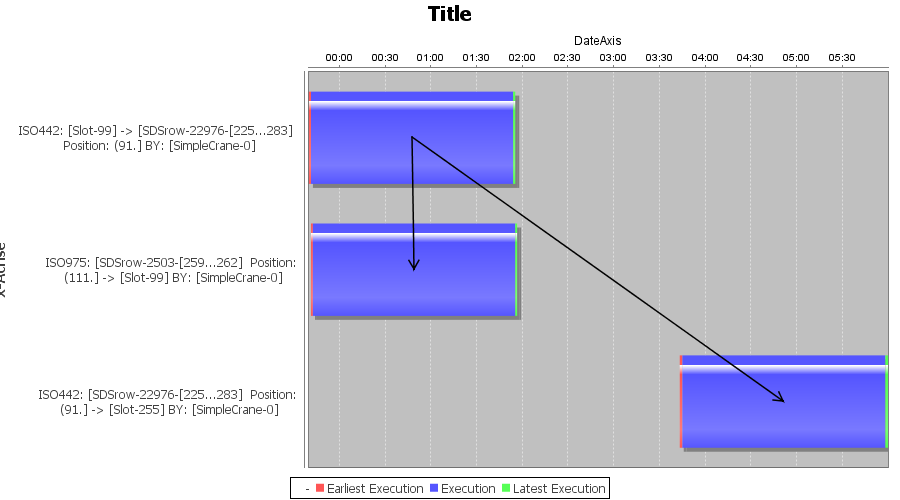 Title
DateAxis
00:00 00:30 01:00 01:30 02:00 02:30 03:00 03:30 04:00 04:30 05:00 05:30
ISO442: [Slot-99] -> [SDSrow-22976-[225...283]
Position: (91.] BY: [SimpleCrane-0]
ISO975: [SDSrow-2503-[259...262] Position:
(111.] -> [Slot-99] BY: [SimpleCrane-0]
ISO442: [SDSrow-22976-[225...283] Position:
(91.] -> [Slot-255] BY: [SimpleCrane-0]
- Earliest Execution Execution Latest Execution